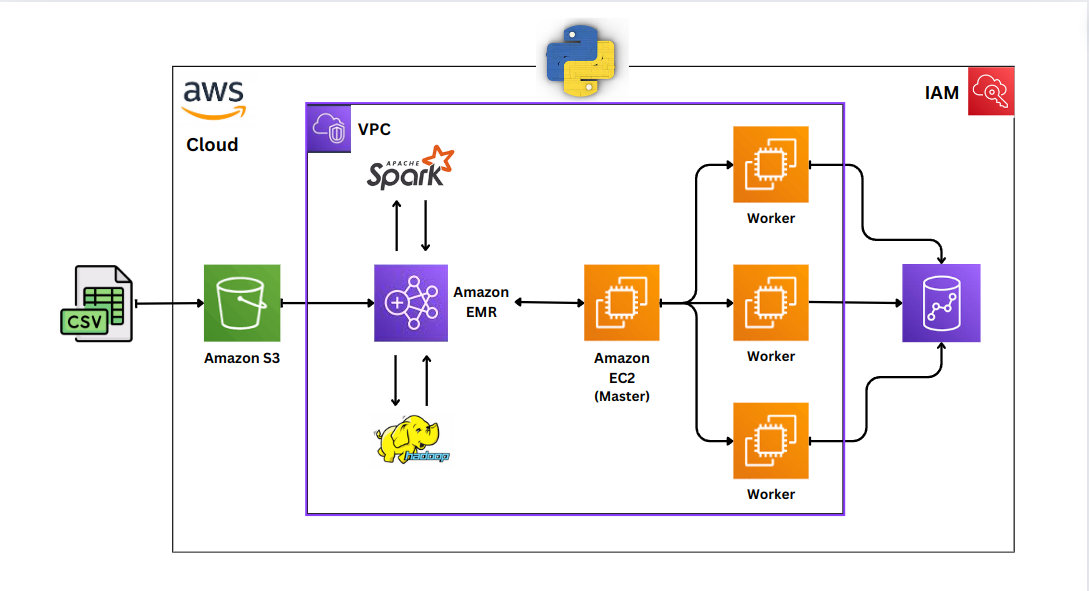 aws
Cloud
IAM
VPC
APACHE
Spark
CSV
Amazon S3
Amazon
EMR
hadoop
Amazon
EC2
(Master)
Worker
Worker
Worker